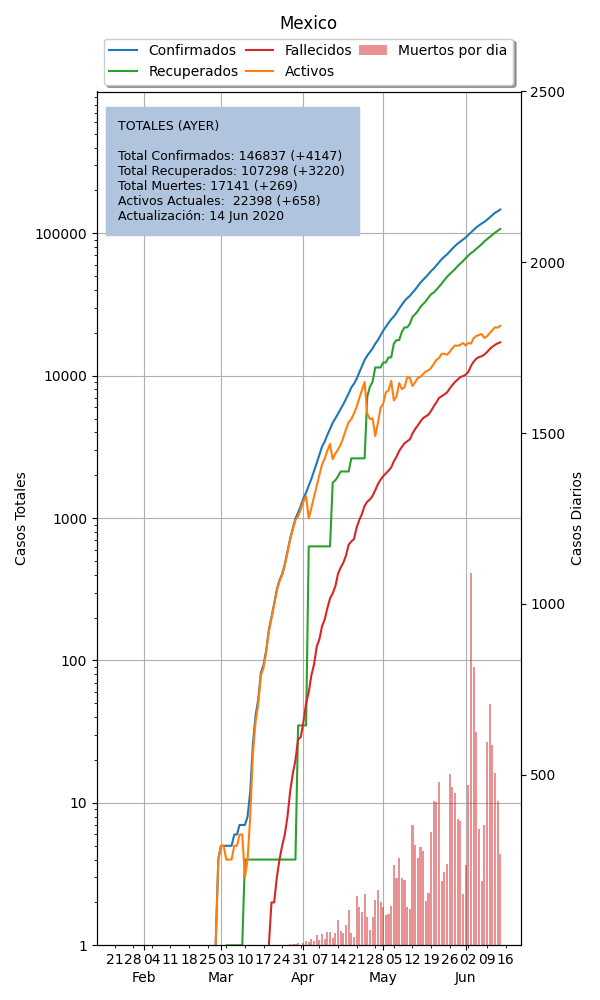 Mexico
Confirmados
Recuperados
Fallecidos
Activos
Muertos por dia
TOTALES (AYER)
Total Confirmados: 146837 (+4147)
Total Recuperados: 107298 (+3220)
Total Muertes: 17141 (+269)
Activos Actuales:  22398 (+658)
Actualización: 14 Jun 2020
Casos Totales
100000
10000
1000
100
10
1
Casos Diarios
2500
2000
1500
1000
500
21 28 04 11 18 25 03 10 17 24 31 07 14 21 28 05 12 19 26 02 09 16
Feb Mar Apr May Jun